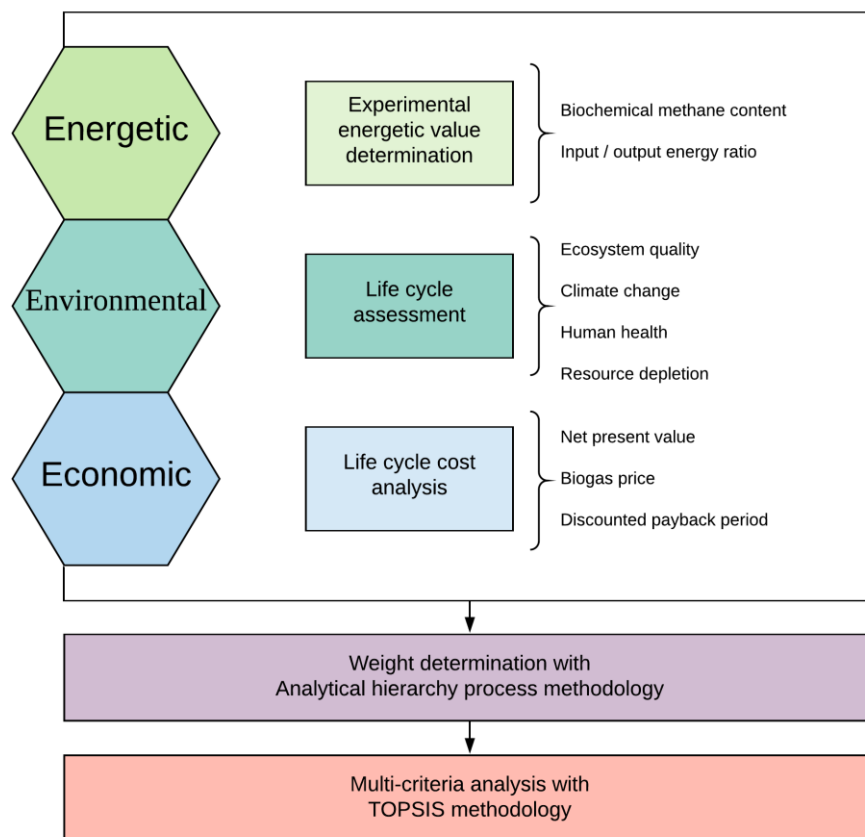 Energetic
Experimental
energetic value
determination
Biochemical methane content
Input / output energy ratio
Environmental
Life cycle
assessment
Ecosystem quality
Climate change
Human health
Resource depletion
Economic
Life cycle cost
analysis
Net present value
Biogas price
Discounted payback period
Weight determination with
Analytical hierarchy process methodology
Multi-criteria analysis with
TOPSIS methodology